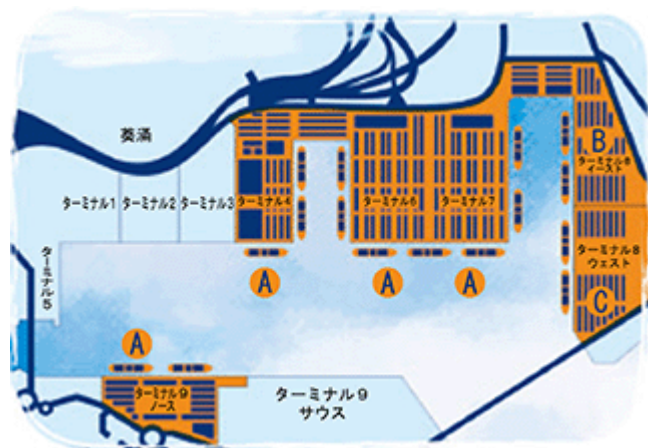 葵涌
B
ターミナル8
イースト
ターミナル1
ターミナル2
ターミナル3
ターミナル4
ターミナル6
ターミナル7
ターミナル8
ウェスト
ターミナル5
A
A
A
C
A
ターミナル9
ノース
ターミナル9
サウス